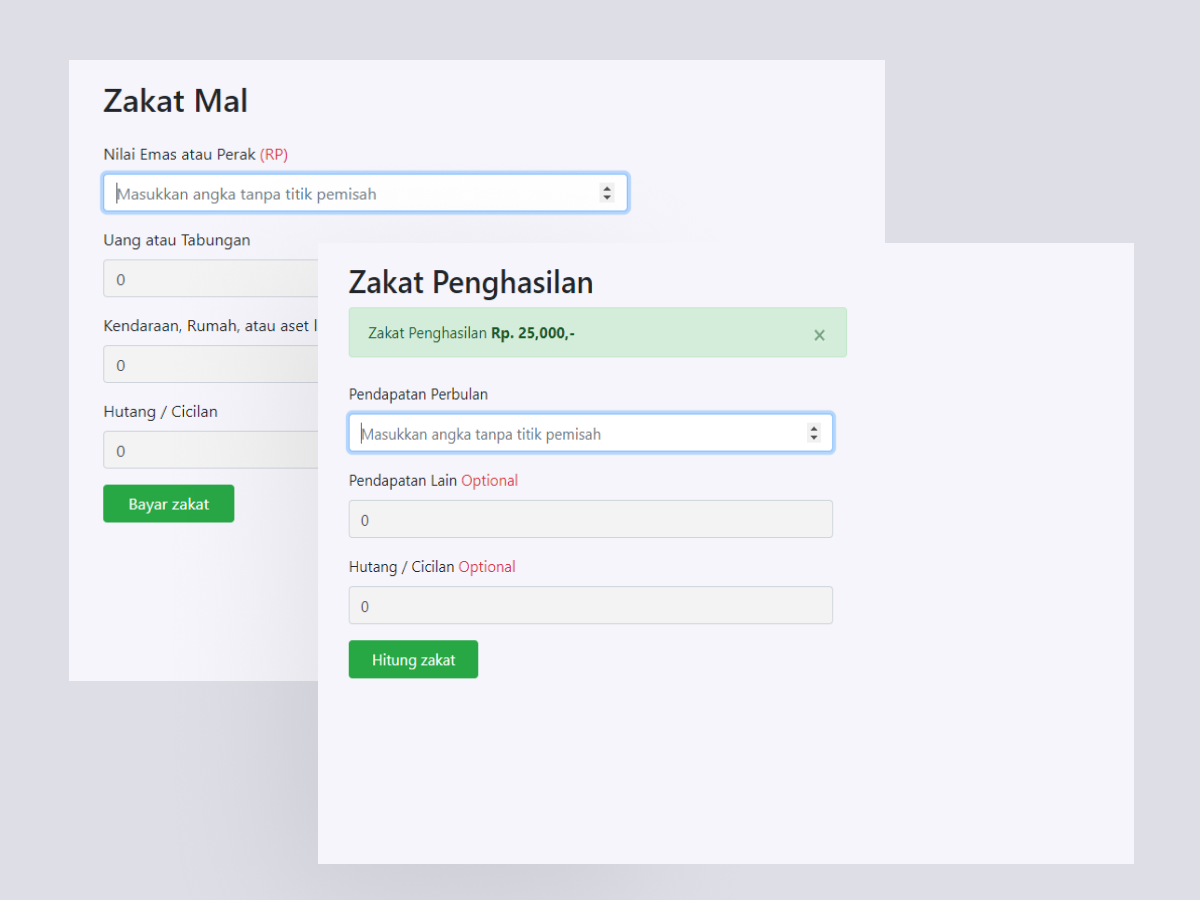 Zakat Mal
Nilai Emas atau Perak (RP)
Masukkan angka tanpa titik pemisah
Uang atau Tabungan
0
Kendaraan, Rumah, atau aset
0
Hutang / Cicilan
0
Bayar zakat
Zakat Penghasilan
Zakat Penghasilan Rp. 25,000,-
×
Pendapatan Perbulan
Masukkan angka tanpa titik pemisah
Pendapatan Lain Optional
0
Hutang / Cicilan Optional
0
Hitung zakat